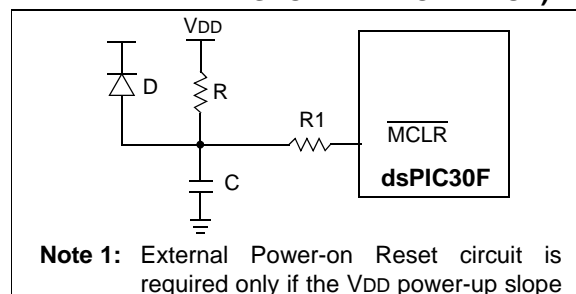 VDD
D
R
R1
MCLR
C
dsPIC30F
Note 1: External Power-on Reset circuit is
required only if the VDD power-up slope